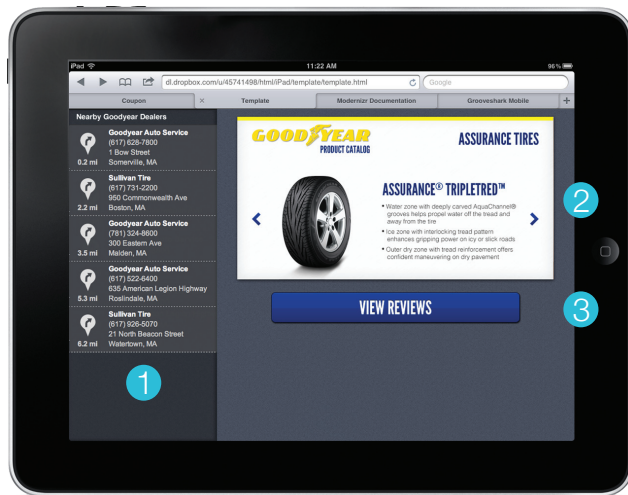 iPad
11:22 AM
96%
dl.dropbox.com/u/45741498/html/iPad/template/template.html
Google
Coupon
Template
Modernizr Documentation
Grooveshark Mobile
Nearby Goodyear Dealers
Goodyear Auto Service
(617) 628-7800
1 Bow Street
0.2 mi Somerville, MA
Sullivan Tire
(617) 731-2200
950 Commonwealth Ave
2.2 mi Boston, MA
Goodyear Auto Service
(781) 324-8600
300 Eastern Ave
3.5 mi Malden, MA
Goodyear Auto Service
(617) 522-6400
635 American Legion Highway
5.3 mi Roslindale, MA
Sullivan Tire
(617) 926-5070
21 North Beacon Street
6.2 mi Watertown, MA
1
GOODYEAR
PRODUCT CATALOG
ASSURANCE TIRES
ASSURANCE® TRIPLETRED™
• Water zone with deeply carved AquaChannel®
grooves helps propel water off the tread and
away from the tire
• Ice zone with interlocking tread pattern
enhances gripping power on icy or slick roads
• Outer dry zone with tread reinforcement offers
confident maneuvering on dry pavement
2
VIEW REVIEWS
3